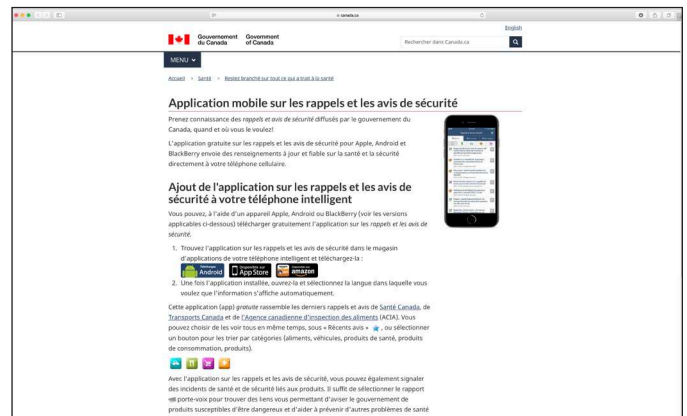 canada.ca
English
Gouvernement du Canada
Government of Canada
Rechercher dans Canada.ca
MENU
Accueil > Santé > Restez branché sur tout ce qui a trait à la santé
Application mobile sur les rappels et les avis de sécurité
Prenez connaissance des rappels et avis de sécurité diffusés par le gouvernement du
Canada, quand et où vous le voulez!
L'application gratuite sur les rappels et les avis de sécurité pour Apple, Android et
BlackBerry envoie des renseignements à jour et fiable sur la santé et la sécurité
directement à votre téléphone cellulaire.
Ajout de l'application sur les rappels et les avis de
sécurité à votre téléphone intelligent
Vous pouvez, à l'aide d'un appareil Apple, Android ou BlackBerry (voir les versions
applicables ci-dessous) télécharger gratuitement l'application sur les rappels et les avis de
sécurité.
1. Trouvez l'application sur les rappels et les avis de sécurité dans le magasin
d'applications de votre téléphone intelligent et téléchargez-la :
Android
App Store
amazon
2. Une fois l'application installée, ouvrez-la et sélectionnez la langue dans laquelle vous
voulez que l'information s'affiche automatiquement.
Cette application (app) gratuite rassemble les derniers rappels et avis de Santé Canada, de
Transports Canada et de l'Agence canadienne d'inspection des aliments (ACIA). Vous
pouvez choisir de les voir tous en même temps, sous « Récents avis » , ou sélectionner
un bouton pour les trier par catégories (aliments, véhicules, produits de santé, produits
de consommation, produits).
Avec l'application sur les rappels et les avis de sécurité, vous pouvez également signaler
des incidents de santé et de sécurité liés aux produits. Il suffit de sélectionner le rapport
porte-voix pour trouver des liens vous permettant d'aviser le gouvernement de
produits susceptibles d'être dangereux et d'aider à prévenir d'autres problèmes de santé